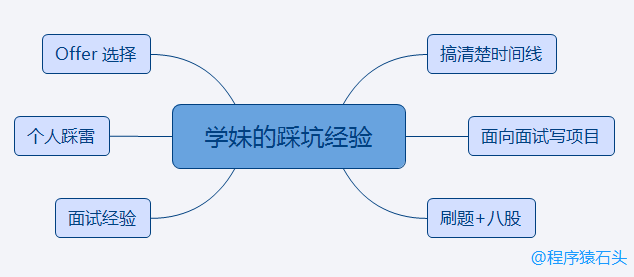 Offer 选择
搞清楚时间线
个人踩雷
学妹的踩坑经验
面向面试写项目
面试经验
刷题+八股
@程序猿石头